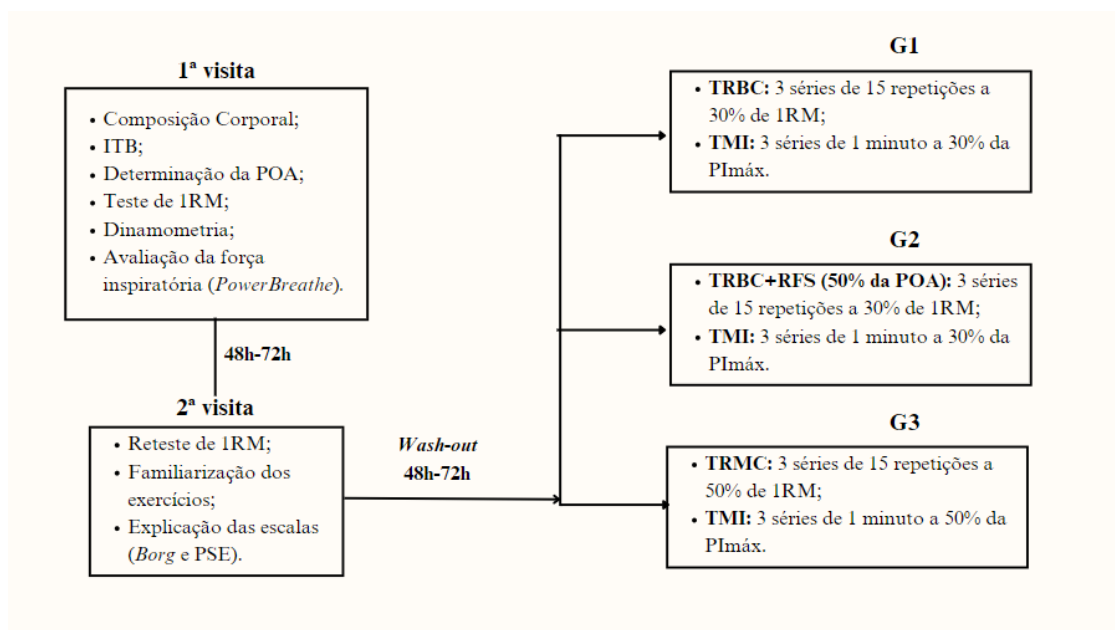 1ª visita
• Composição Corporal;
• ITB;
• Determinação da POA;
• Teste de 1RM;
• Dinamometria;
• Avaliação da força
inspiratória (PowerBreathe).
48h-72h
2ª visita
• Reteste de 1RM;
• Familiarização dos
exercícios;
• Explicação das escalas
(Borg e PSE).
Wash-out
48h-72h
G1
• TRBC: 3 séries de 15 repetições a
30% de 1RM;
• TMI: 3 séries de 1 minuto a 30% da
PImáx.
G2
• TRBC+RFS (50% da POA): 3 séries
de 15 repetições a 30% de 1RM;
• TMI: 3 séries de 1 minuto a 30% da
PImáx.
G3
• TRMC: 3 séries de 15 repetições a
50% de 1RM;
• TMI: 3 séries de 1 minuto a 50% da
PImáx.